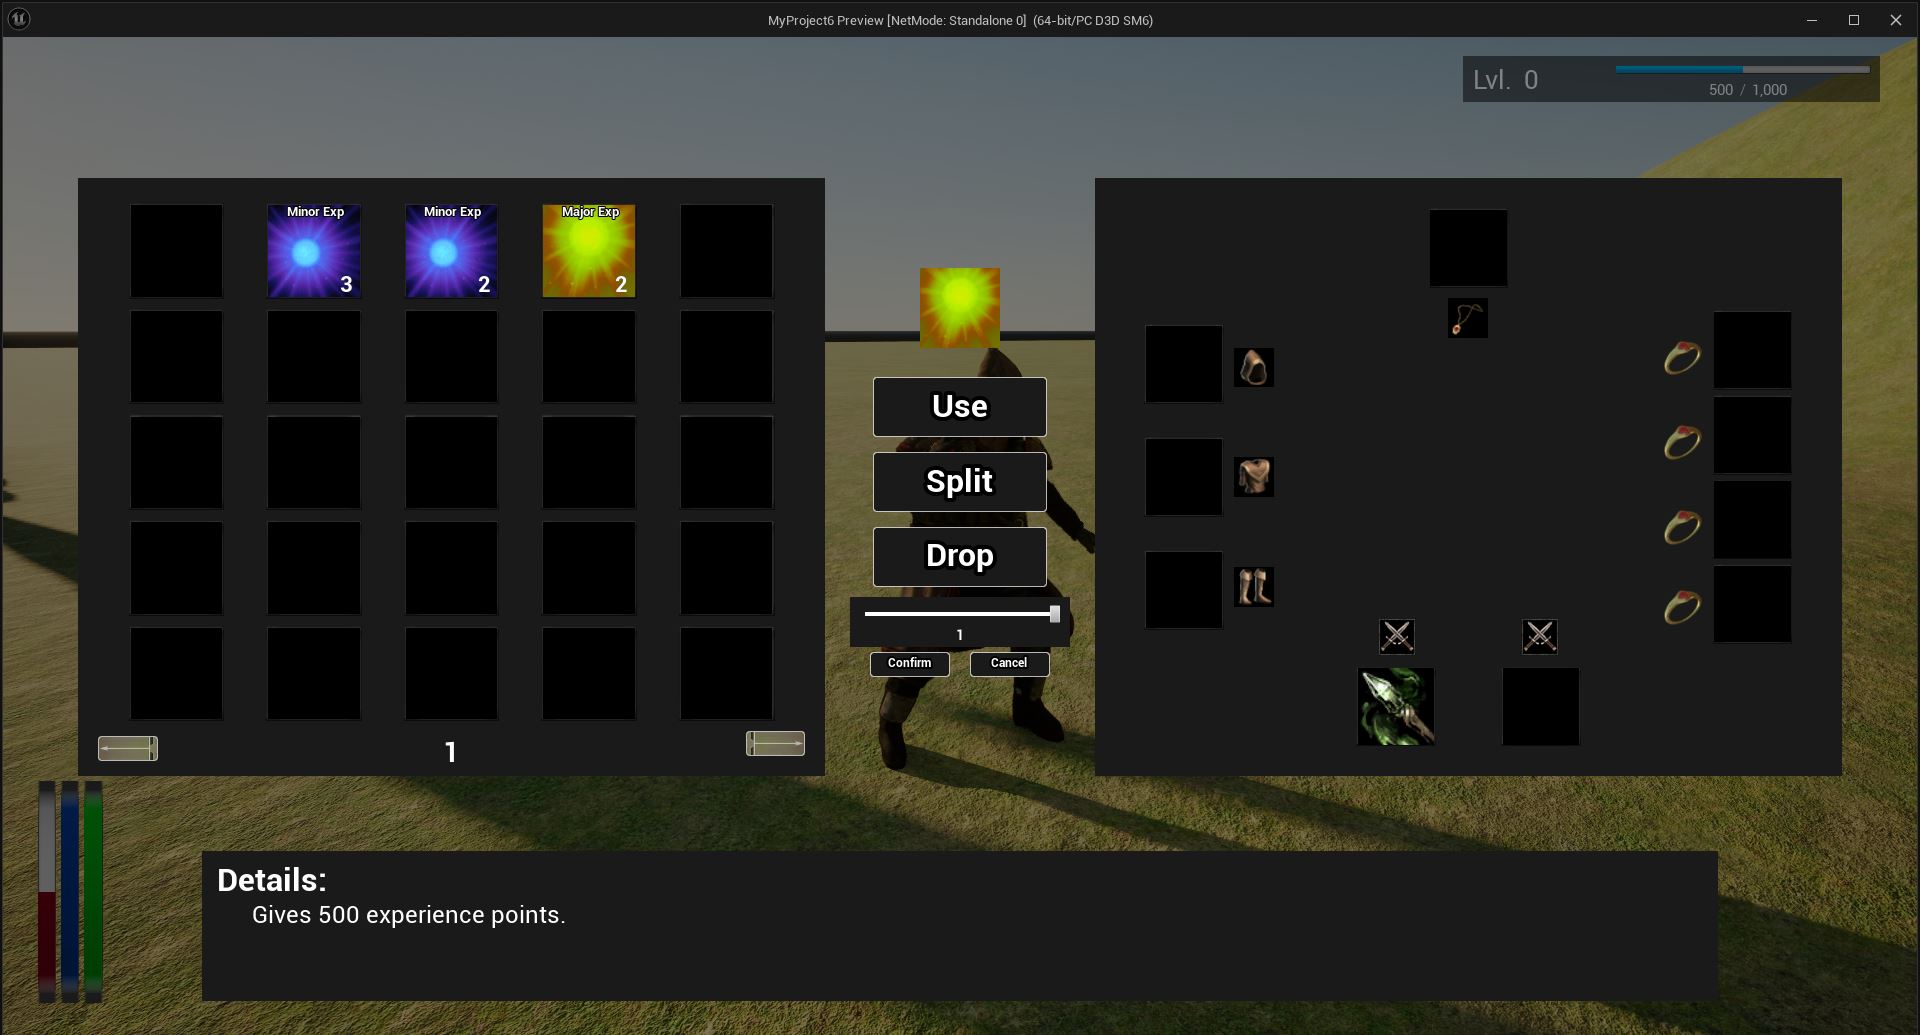 MyProject6 Preview [NetMode: Standalone 0]  (64-bit/PC D3D SM6)
Lvl. 0
500 / 1,000
Minor Exp
3
Minor Exp
2
Major Exp
2
Use
Split
Drop
1
Confirm
Cancel
1
Details:
Gives 500 experience points.